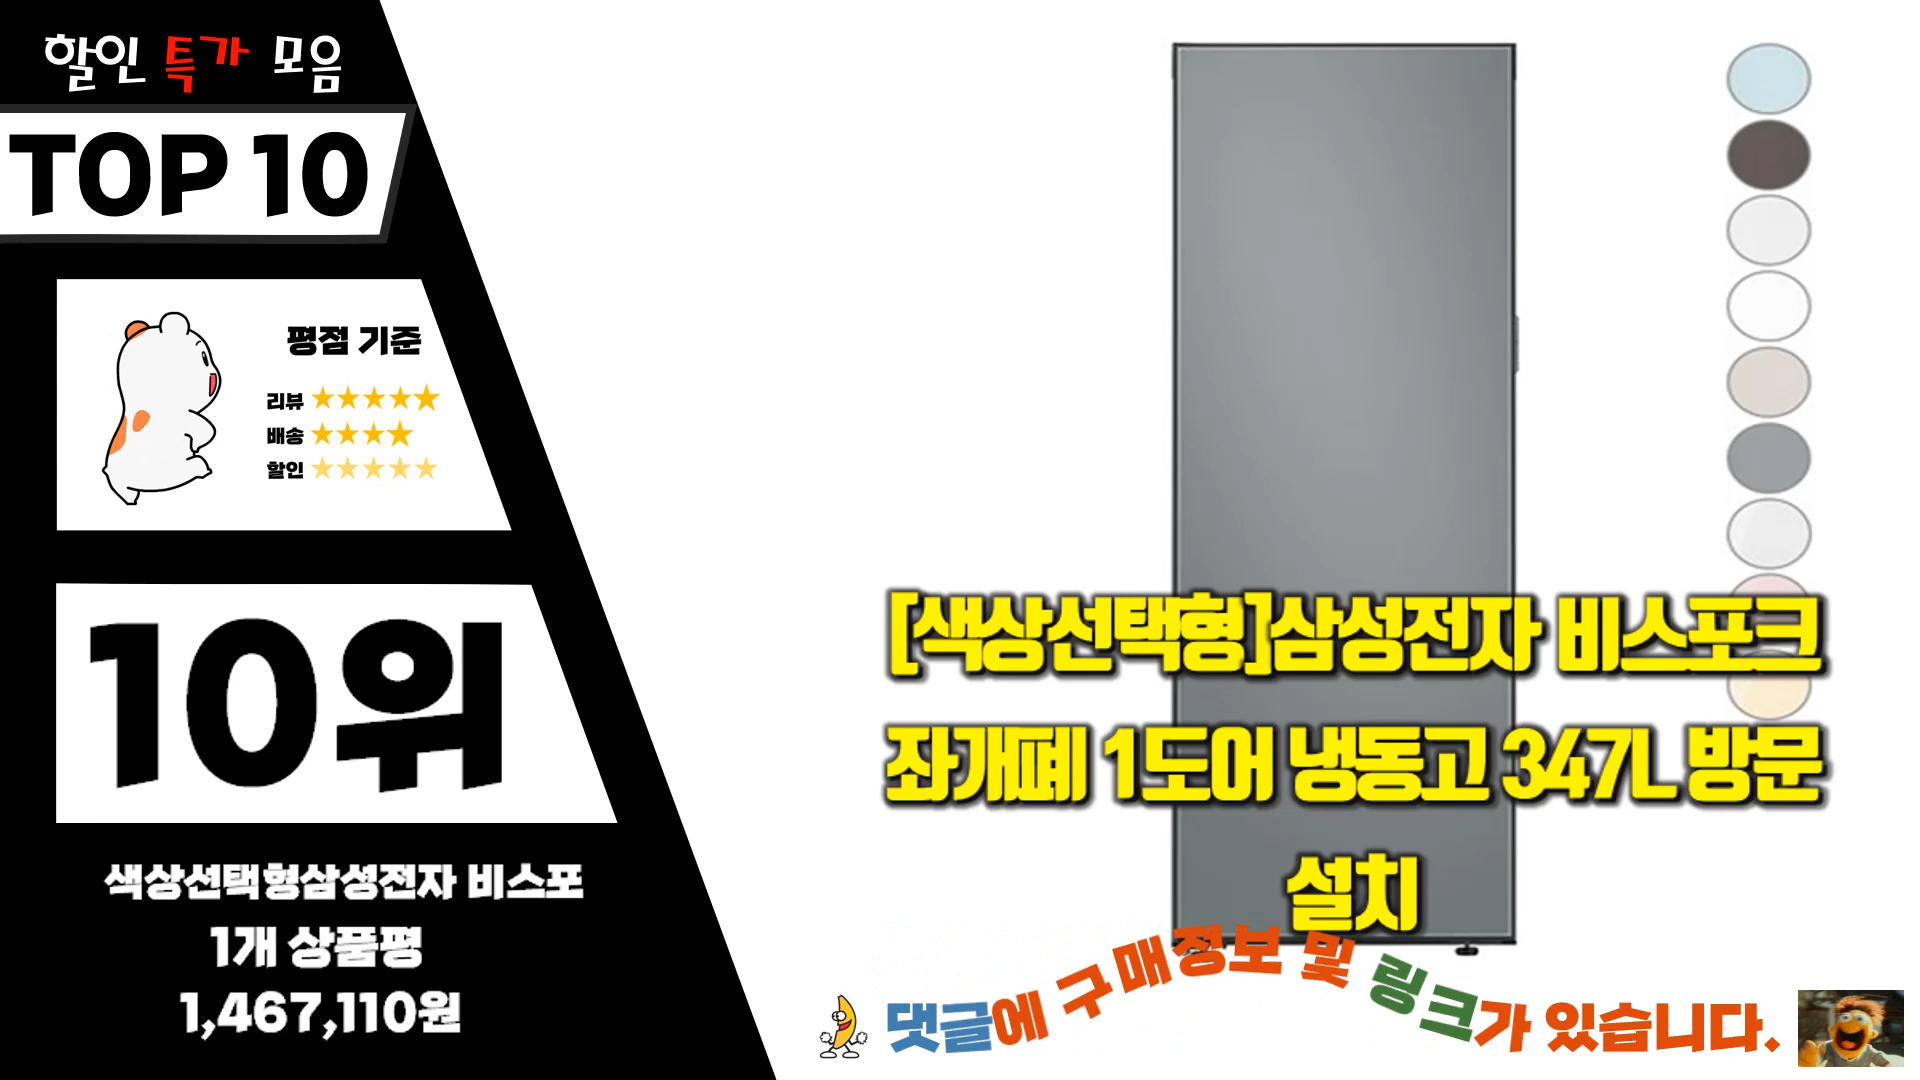 할인 특가 모음
TOP 10
평점 기준
리뷰 ★★★★★
배송 ★★★★
할인 ★★★★★
10위
색상선택형삼성전자 비스포
1개 상품평
1,467,110원
[색상선택형]삼성전자 비스포크
좌개폐 1도어 냉동고 347L 방문
설치
댓글에 구매정보 및 링크가 있습니다.